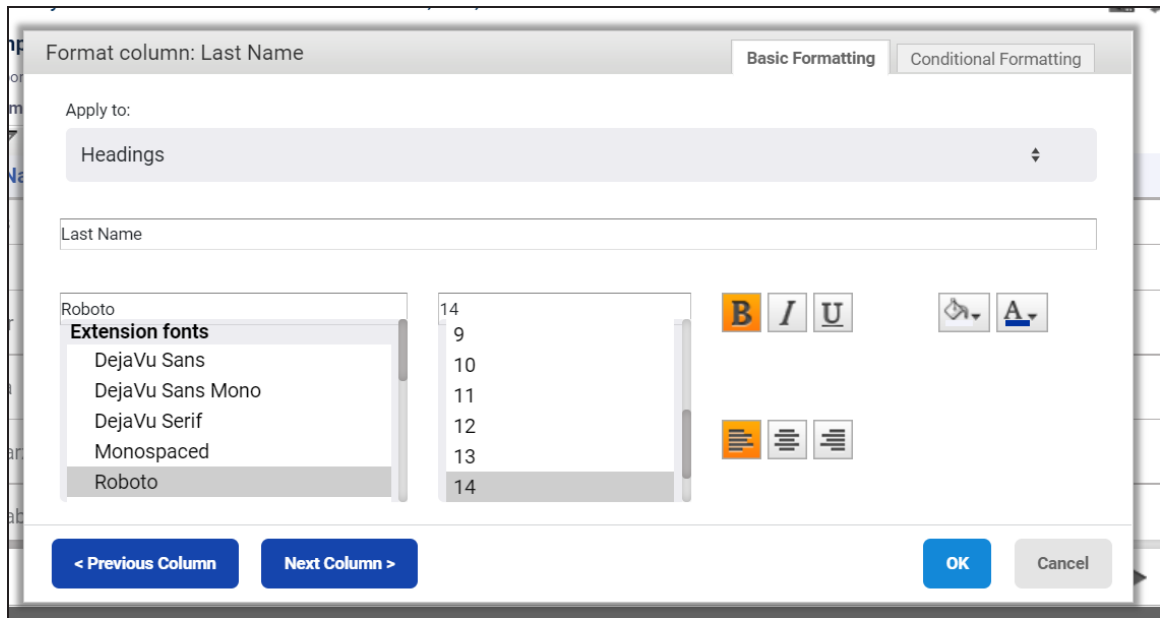 Format column: Last Name
Basic Formatting
Conditional Formatting
Apply to:
Headings
Last Name
Roboto
14
Extension fonts
DejaVu Sans
DejaVu Sans Mono
DejaVu Serif
Monospaced
Roboto
9
10
11
12
13
14
B I U
A
< Previous Column
Next Column >
OK
Cancel